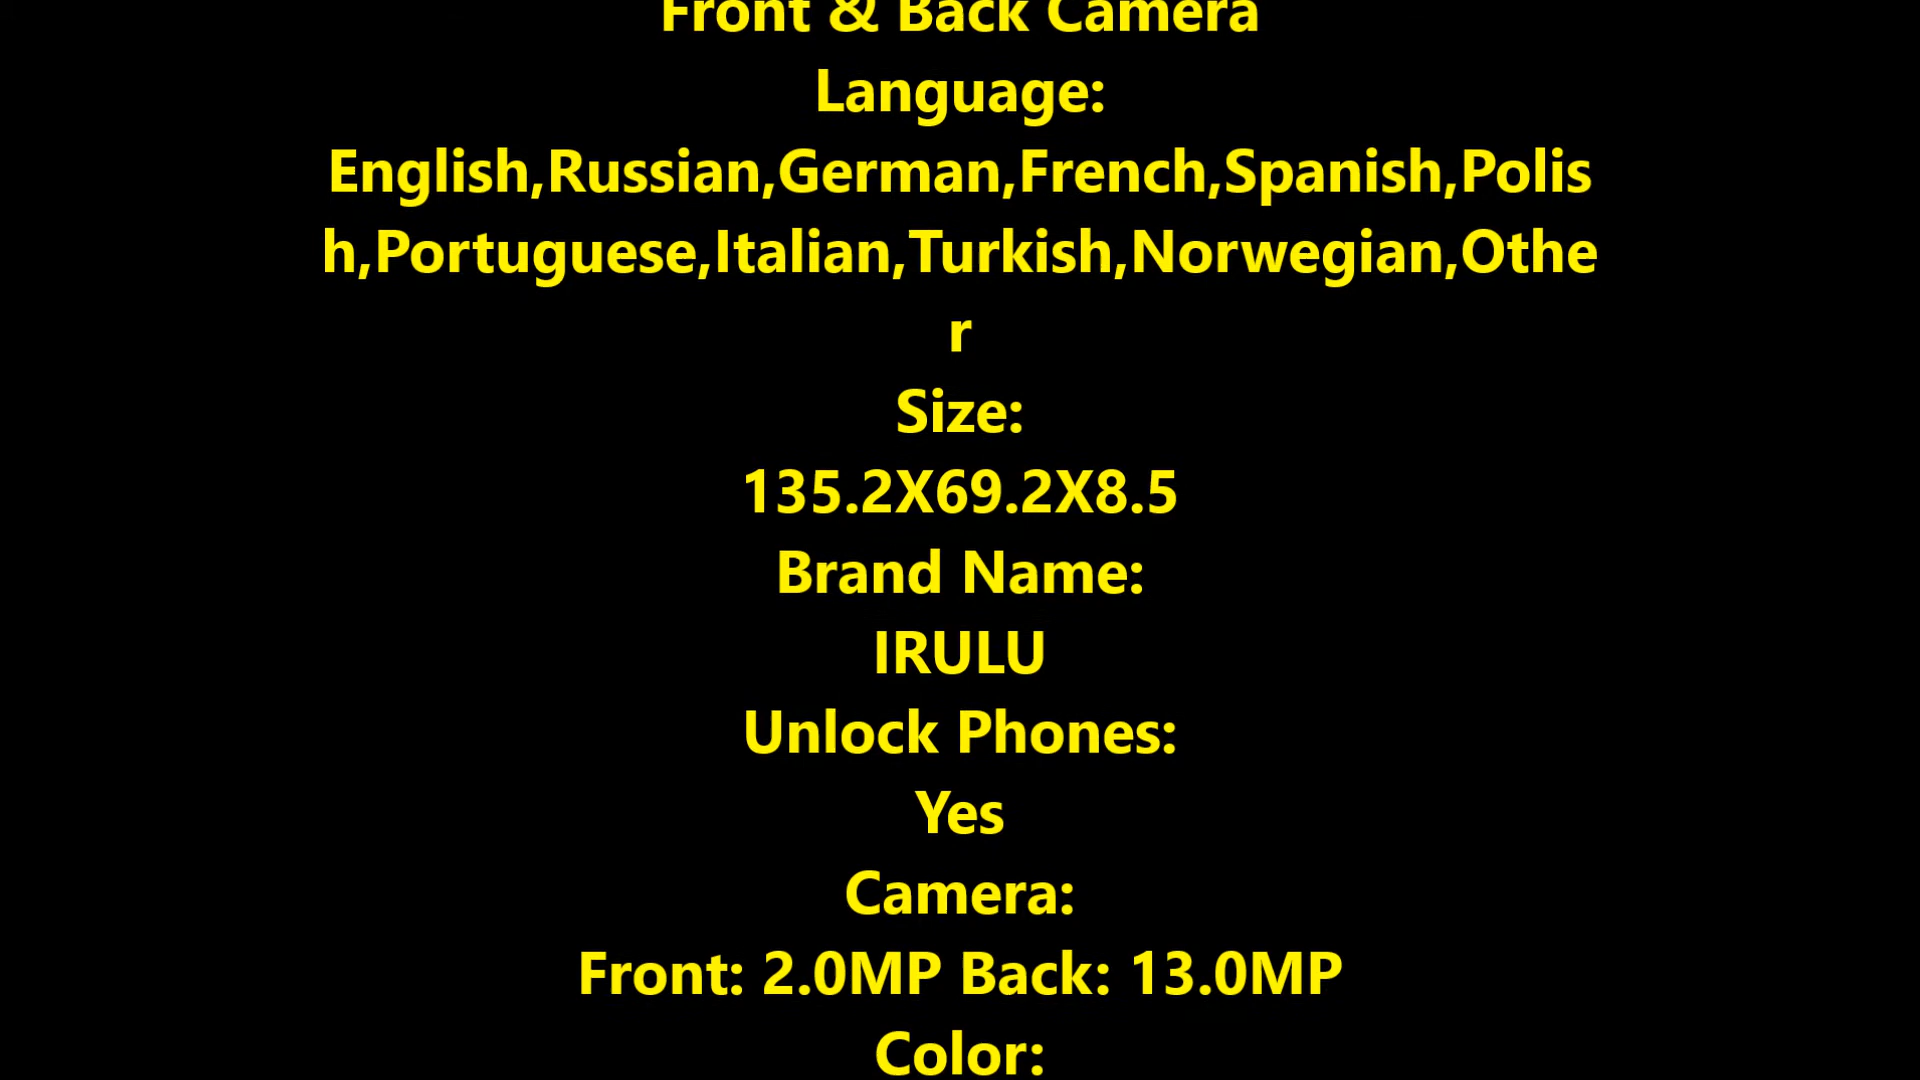 Front & Back Camera
Language:
English,Russian,German,French,Spanish,Polis
h,Portuguese,Italian,Turkish,Norwegian,Othe
r
Size:
135.2X69.2X8.5
Brand Name:
IRULU
Unlock Phones:
Yes
Camera:
Front: 2.0MP Back: 13.0MP
Color: